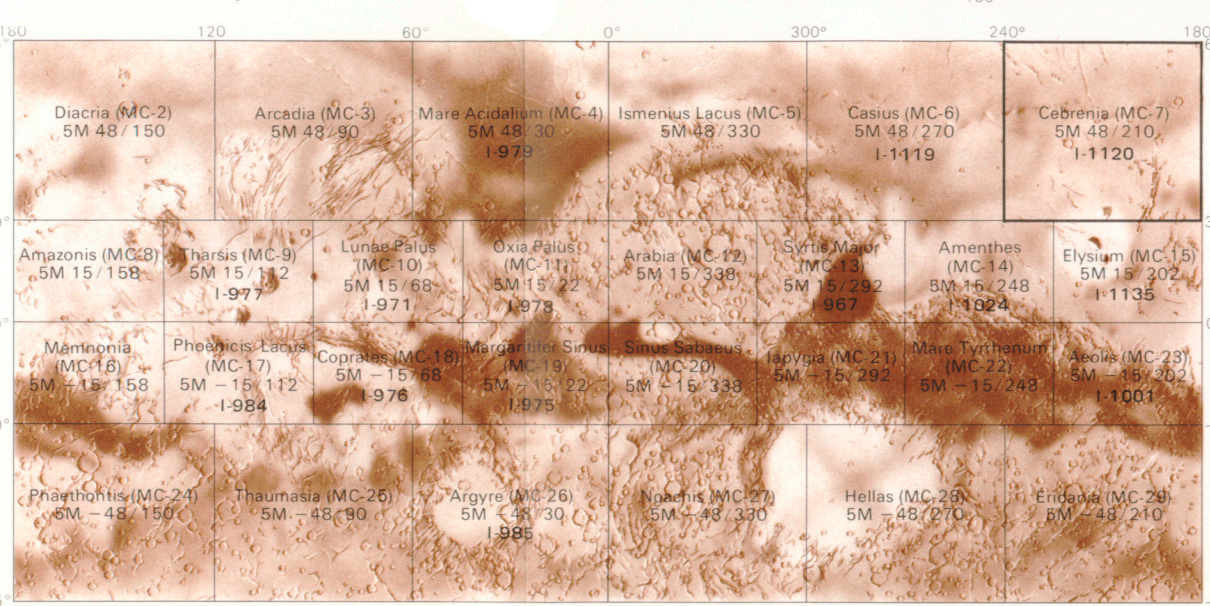 180 120 60° 0° 300° 240° 180
Diacria (MC-2)
5M 48/150
Arcadia (MC-3)
5M 48/90
Mare Acidalium (MC-4)
5M 48/30
I-979
Ismenius Lacus (MC-5)
5M 48/330
Casius (MC-6)
5M 48/270
I-1119
Cebrenia (MC-7)
5M 48/210
I-1120
Amazonis (MC-8)
5M 15/158
Tharsis (MC-9)
5M 15/112
I-977
Lunae Palus
(MC-10)
5M 15/68
I-971
Oxia Palus
(MC-11)
5M 15/22
I-978
Arabia (MC-12)
5M 15/338
Syrtis Major
(MC-13)
5M 15/292
I-967
Amenthes
(MC-14)
5M 15/248
I-1024
Elysium (MC-15)
5M 15/202
I-1135
Memnonia
(MC-16)
5M -15/158
Phoenicis Lacus
(MC-17)
5M -15/112
I-984
Coprates (MC-18)
5M -15/68
I-976
Margaritifer Sinus
(MC-19)
5M -15/22
I-975
Sinus Sabaeus
(MC-20)
5M -15/338
Iapygia (MC-21)
5M -15/292
Mare Tyrrhenum
(MC-22)
5M -15/248
Aeolis (MC-23)
5M -15/202
I-1001
Phaethontis (MC-24)
5M -48/150
Thaumasia (MC-25)
5M -48/90
Argyre (MC-26)
5M -48/30
I-985
Noachis (MC-27)
5M -48/330
Hellas (MC-28)
5M -48/270
Eridania (MC-29)
5M -48/210